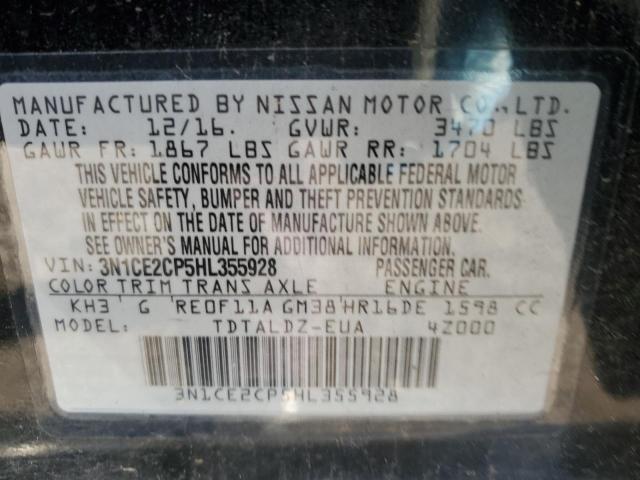 MANUFACTURED BY NISSAN MOTOR CO., LTD.
DATE: 12/16. GVWR: 3470 LBS
GAWR FR: 1867 LBS GAWR RR: 1704 LBS
THIS VEHICLE CONFORMS TO ALL APPLICABLE FEDERAL MOTOR
VEHICLE SAFETY, BUMPER AND THEFT PREVENTION STANDARDS
IN EFFECT ON THE DATE OF MANUFACTURE SHOWN ABOVE.
SEE OWNER'S MANUAL FOR ADDITIONAL INFORMATION.
VIN: 3N1CE2CP5HL355928 PASSENGER CAR.
COLOR TRIM TRANS AXLE ENGINE
KH3 G RE0F11A GM38 HR16DE 1598 CC
MODEL: TDTALDZ-EUA 4Z000
3N1CE2CP5HL355928